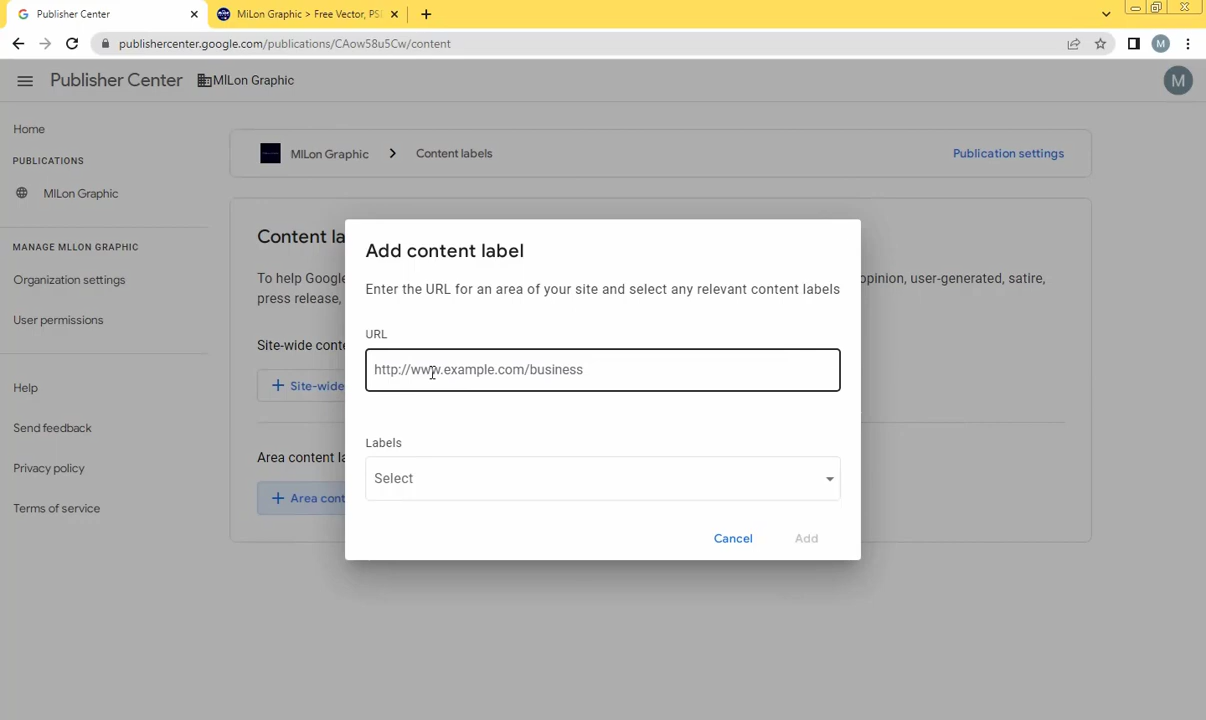 Publisher Center
MiLon Graphic > Free Vector, PS
publishercenter.google.com/publications/CAow58u5Cw/content
M
Publisher Center
MlLon Graphic
M
Home
PUBLICATIONS
MlLon Graphic
MANAGE MLLON GRAPHIC
Organization settings
User permissions
Help
Send feedback
Privacy policy
Terms of service
MlLon Graphic
Content labels
Publication settings
Content la
To help Google
opinion, user-generated, satire,
press release,
Site-wide conte
+ Site-wide
Area content la
+ Area cont
Add content label
Enter the URL for an area of your site and select any relevant content labels
URL
http://www.example.com/business
Labels
Select
Cancel
Add